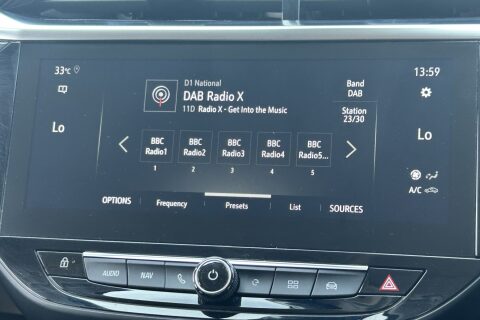 33°C
13:59
D1 National
DAB Radio X
11D Radio X - Get Into the Music
Band
DAB
Station
23/30
Lo
Lo
BBC
Radio1
BBC
Radio2
BBC
Radio3
BBC
Radio4
BBC
Radio5...
1 2 3 4 5
A/C
OPTIONS Frequency Presets List SOURCES
AUDIO NAV